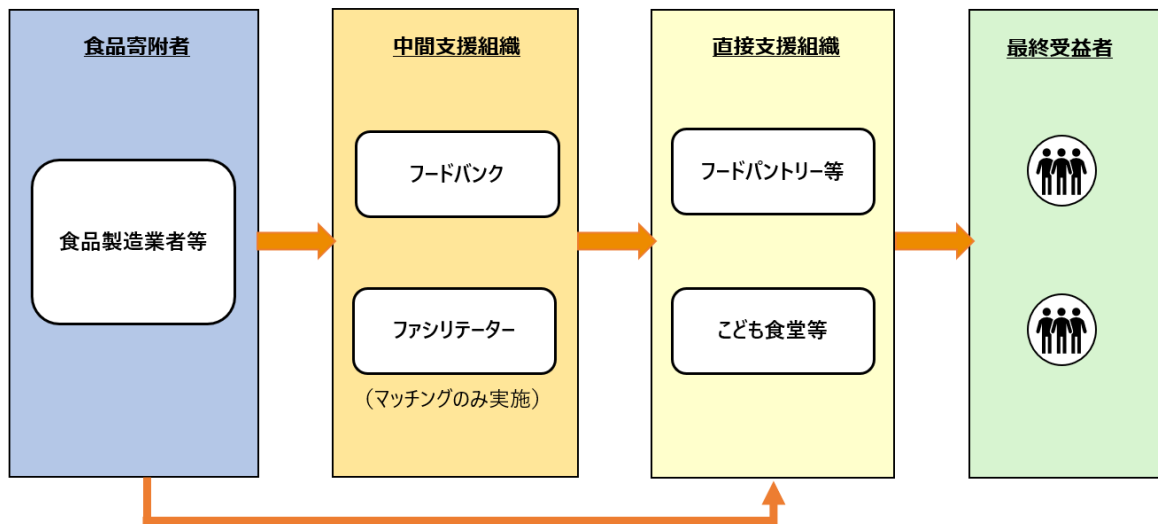 食品寄附者
食品製造業者等
中間支援組織
フードバンク
ファシリテーター
（マッチングのみ実施）
直接支援組織
フードパントリー等
こども食堂等
最終受益者